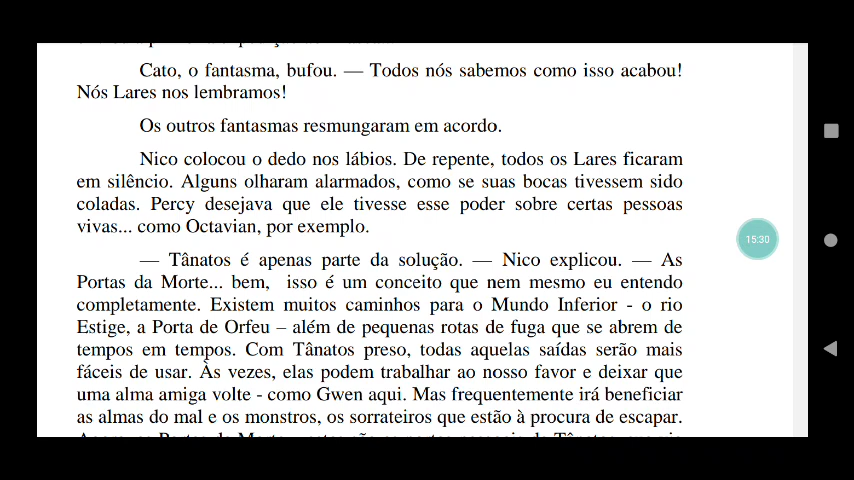 Cato, o fantasma, bufou. — Todos nós sabemos como isso acabou!
Nós Lares nos lembramos!
Os outros fantasmas resmungaram em acordo.
Nico colocou o dedo nos lábios. De repente, todos os Lares ficaram
em silêncio. Alguns olharam alarmados, como se suas bocas tivessem sido
coladas. Percy desejava que ele tivesse esse poder sobre certas pessoas
vivas... como Octavian, por exemplo.
— Tânatos é apenas parte da solução. — Nico explicou. — As
Portas da Morte... bem, isso é um conceito que nem mesmo eu entendo
completamente. Existem muitos caminhos para o Mundo Inferior - o rio
Estige, a Porta de Orfeu – além de pequenas rotas de fuga que se abrem de
tempos em tempos. Com Tânatos preso, todas aquelas saídas serão mais
fáceis de usar. Às vezes, elas podem trabalhar ao nosso favor e deixar que
uma alma amiga volte - como Gwen aqui. Mas frequentemente irá beneficiar
as almas do mal e os monstros, os sorrateiros que estão à procura de escapar.
15:30